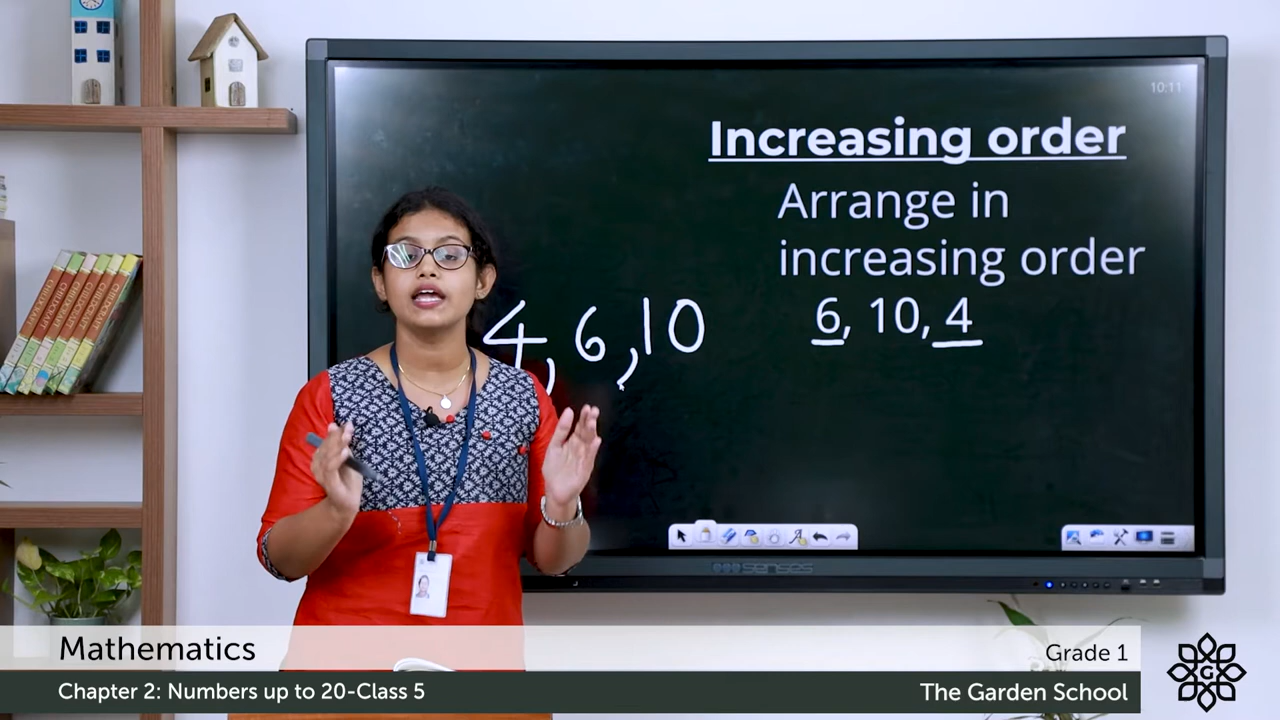 10:11
Increasing order
Arrange in
increasing order
6, 10, 4
4, 6, 10
senses
Mathematics
Grade 1
Chapter 2: Numbers up to 20-Class 5
The Garden School
G